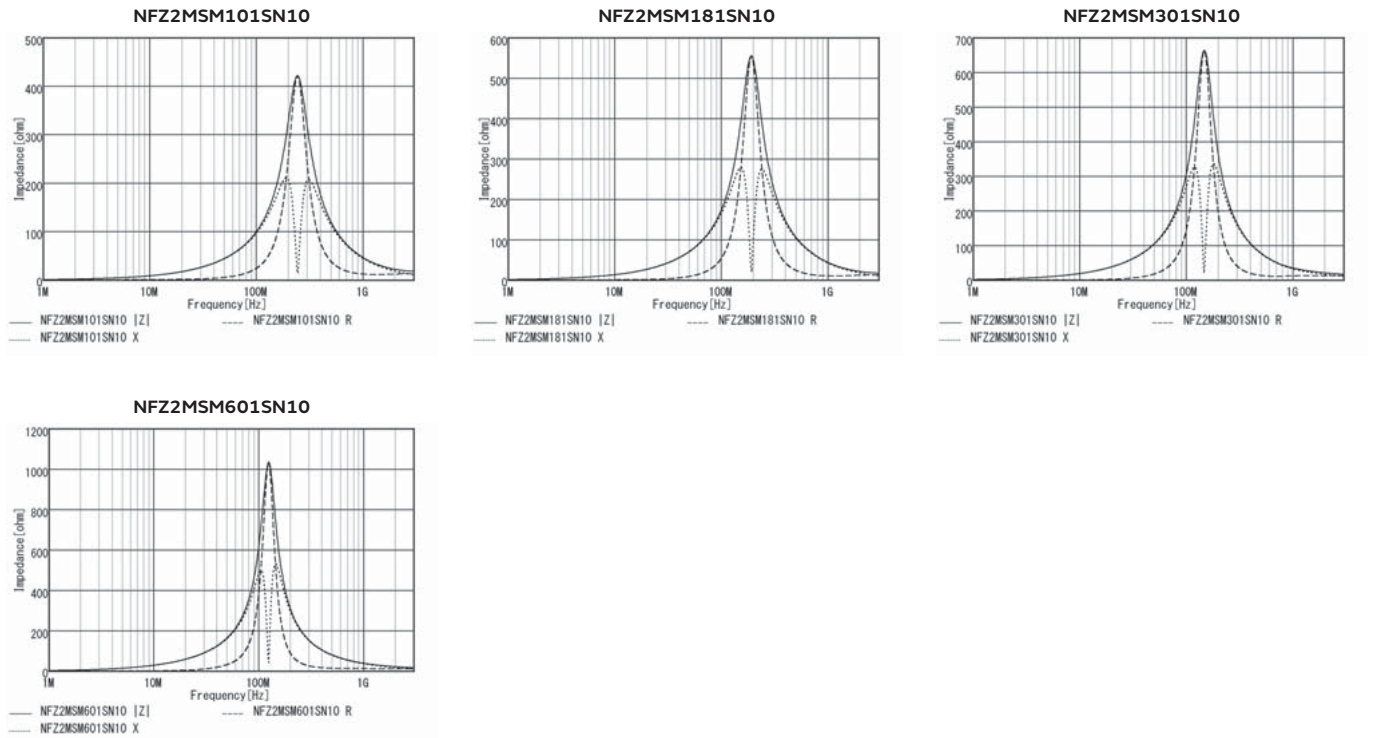 NFZ2MSM101SN10
500
400
300
200
100
0
Impedance[ohm]
1M 10M 100M 1G
Frequency[Hz]
NFZ2MSM101SN10 |Z| NFZ2MSM101SN10 R
NFZ2MSM101SN10 X
NFZ2MSM181SN10
600
500
400
300
200
100
0
Impedance[ohm]
1M 10M 100M 1G
Frequency[Hz]
NFZ2MSM181SN10 |Z| NFZ2MSM181SN10 R
NFZ2MSM181SN10 X
NFZ2MSM301SN10
700
600
500
400
300
200
100
0
Impedance[ohm]
1M 10M 100M 1G
Frequency[Hz]
NFZ2MSM301SN10 |Z| NFZ2MSM301SN10 R
NFZ2MSM301SN10 X
NFZ2MSM601SN10
1200
1000
800
600
400
200
0
Impedance[ohm]
1M 10M 100M 1G
Frequency[Hz]
NFZ2MSM601SN10 |Z| NFZ2MSM601SN10 R
NFZ2MSM601SN10 X